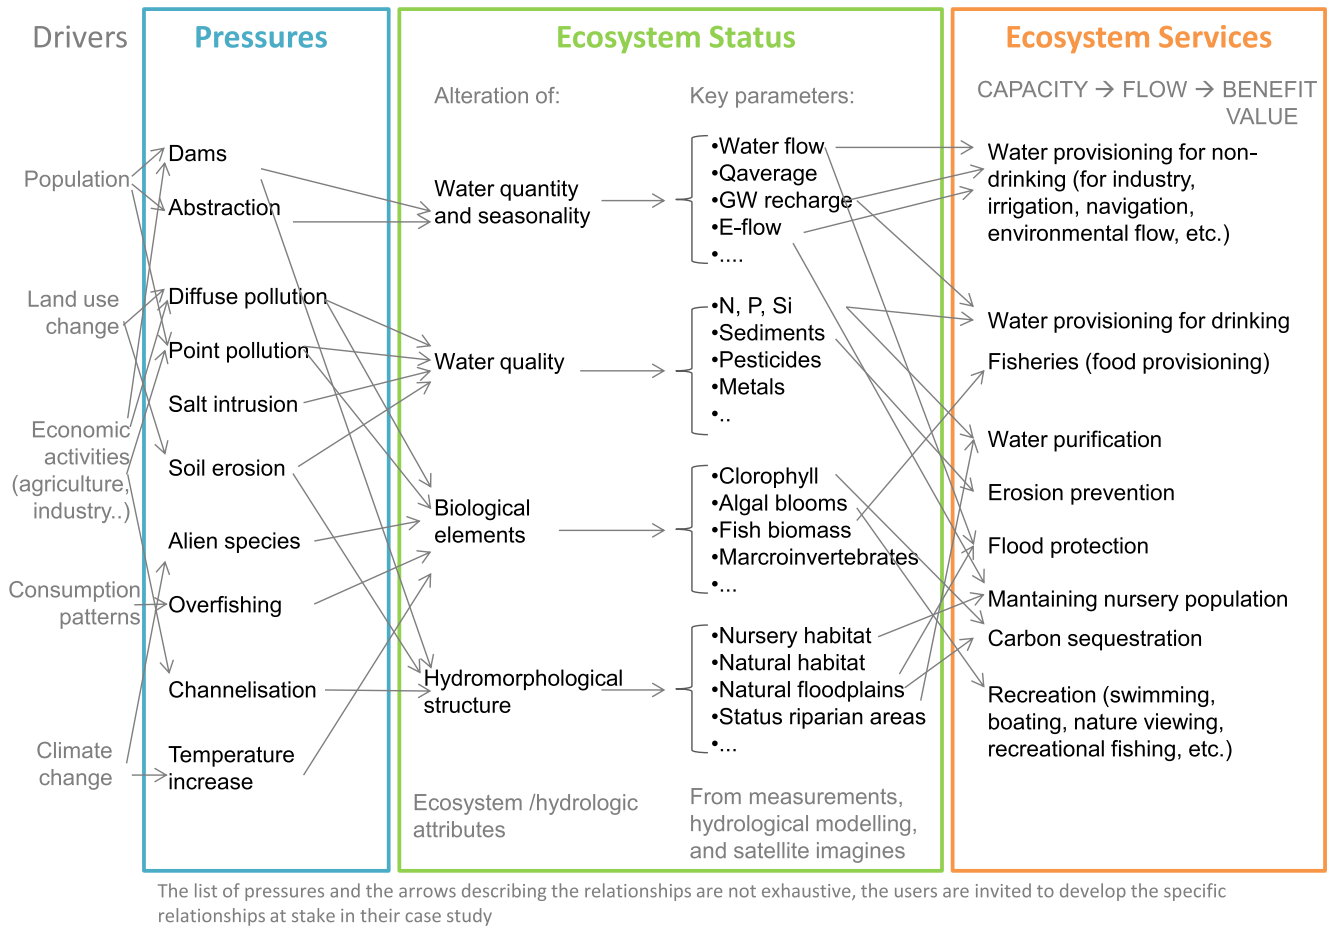 Drivers
Population
Land use
change
Economic
activities
(agriculture,
industry..)
Consumption
patterns
Climate
change
Pressures
Dams
Abstraction
Diffuse pollution
Point pollution
Salt intrusion
Soil erosion
Alien species
Overfishing
Channelisation
Temperature
increase
Ecosystem Status
Alteration of:
Water quantity
and seasonality
Water quality
Biological
elements
Hydromorphological
structure
Ecosystem /hydrologic
attributes
Key parameters:
•Water flow
•Qaverage
•GW recharge
•E-flow
•....
•N, P, Si
•Sediments
•Pesticides
•Metals
•..
•Clorophyll
•Algal blooms
•Fish biomass
•Marcroinvertebrates
•...
•Nursery habitat
•Natural habitat
•Natural floodplains
•Status riparian areas
•...
From measurements,
hydrological modelling,
and satellite imagines
Ecosystem Services
CAPACITY → FLOW → BENEFIT
VALUE
Water provisioning for non-
drinking (for industry,
irrigation, navigation,
environmental flow, etc.)
Water provisioning for drinking
Fisheries (food provisioning)
Water purification
Erosion prevention
Flood protection
Mantaining nursery population
Carbon sequestration
Recreation (swimming,
boating, nature viewing,
recreational fishing, etc.)
The list of pressures and the arrows describing the relationships are not exhaustive, the users are invited to develop the specific
relationships at stake in their case study